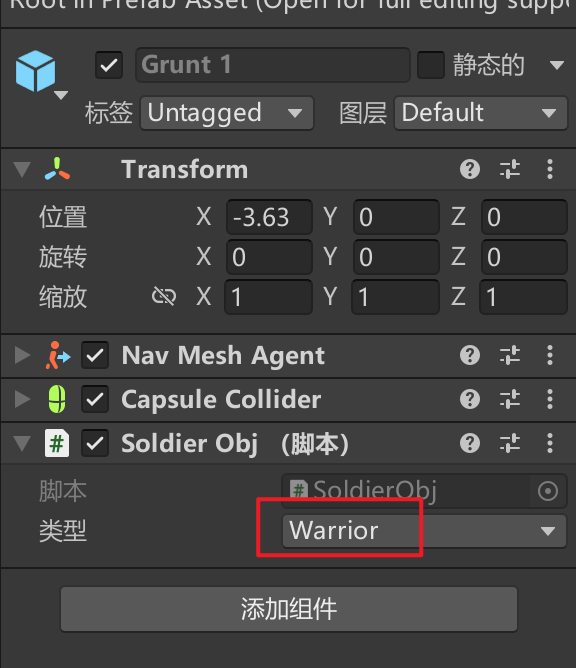 Root in Prefab Asset (Open for full editing
Grunt 1
静态的
标签 Untagged 图层 Default
Transform
位置 X -3.63 Y 0 Z 0
旋转 X 0 Y 0 Z 0
缩放 X 1 Y 1 Z 1
Nav Mesh Agent
Capsule Collider
# Soldier Obj （脚本）
脚本 # SoldierObj
类型 Warrior
添加组件